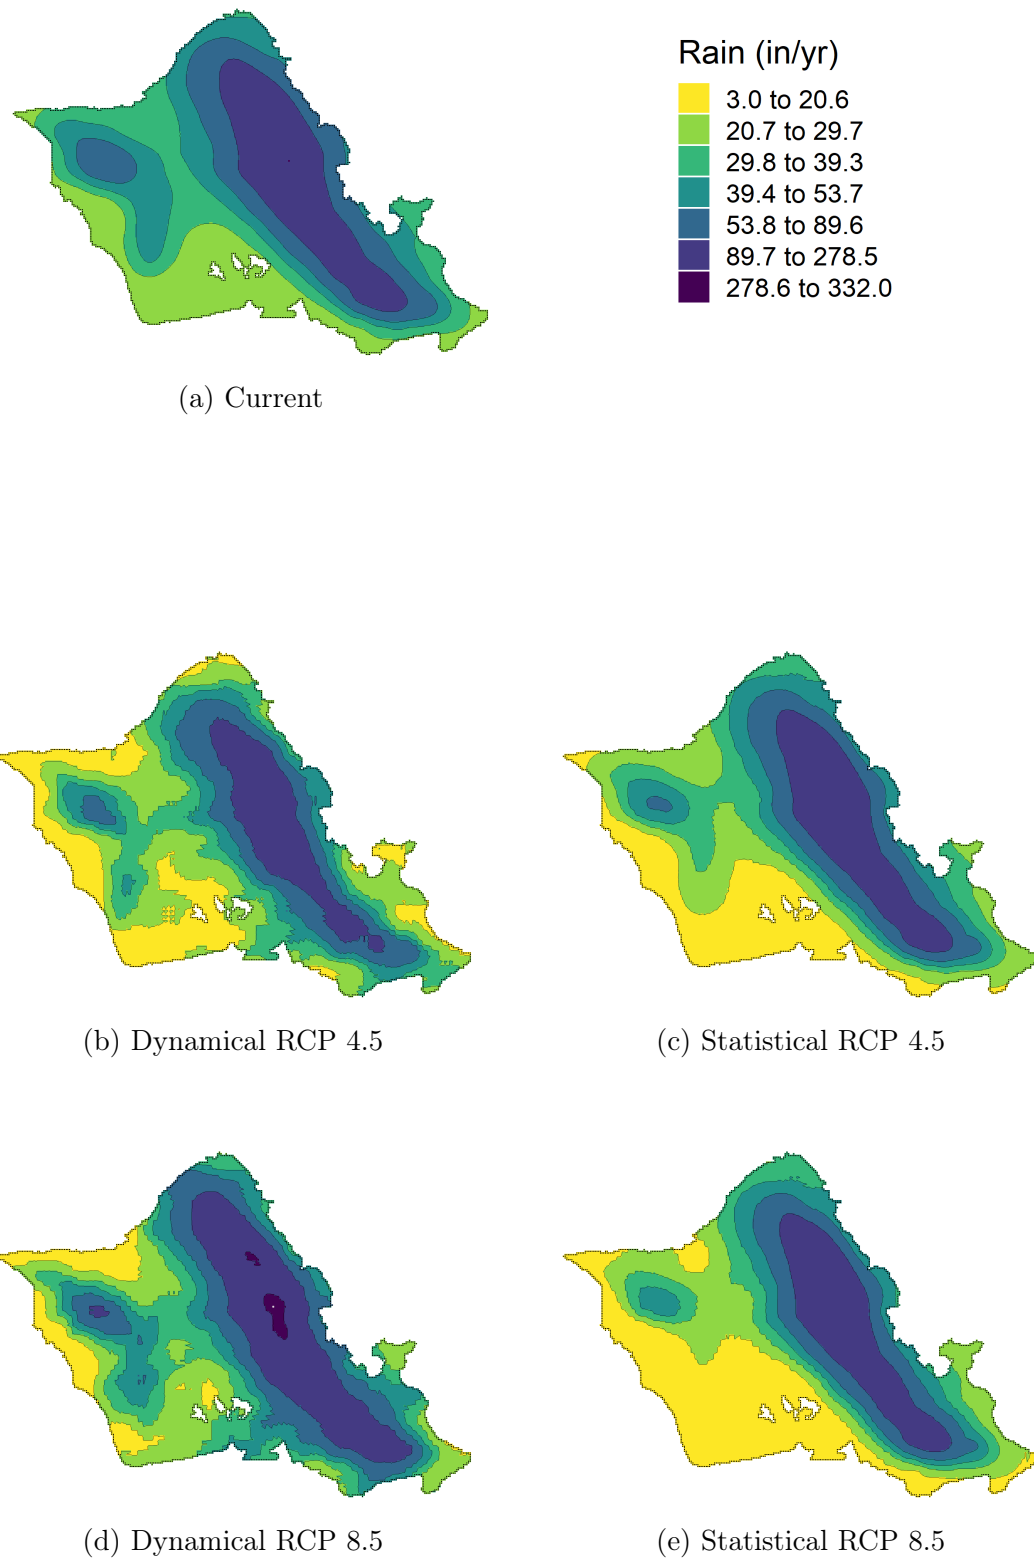 Rain (in/yr)
3.0 to 20.6
20.7 to 29.7
29.8 to 39.3
39.4 to 53.7
53.8 to 89.6
89.7 to 278.5
278.6 to 332.0
(a) Current
(b) Dynamical RCP 4.5
(c) Statistical RCP 4.5
(d) Dynamical RCP 8.5
(e) Statistical RCP 8.5